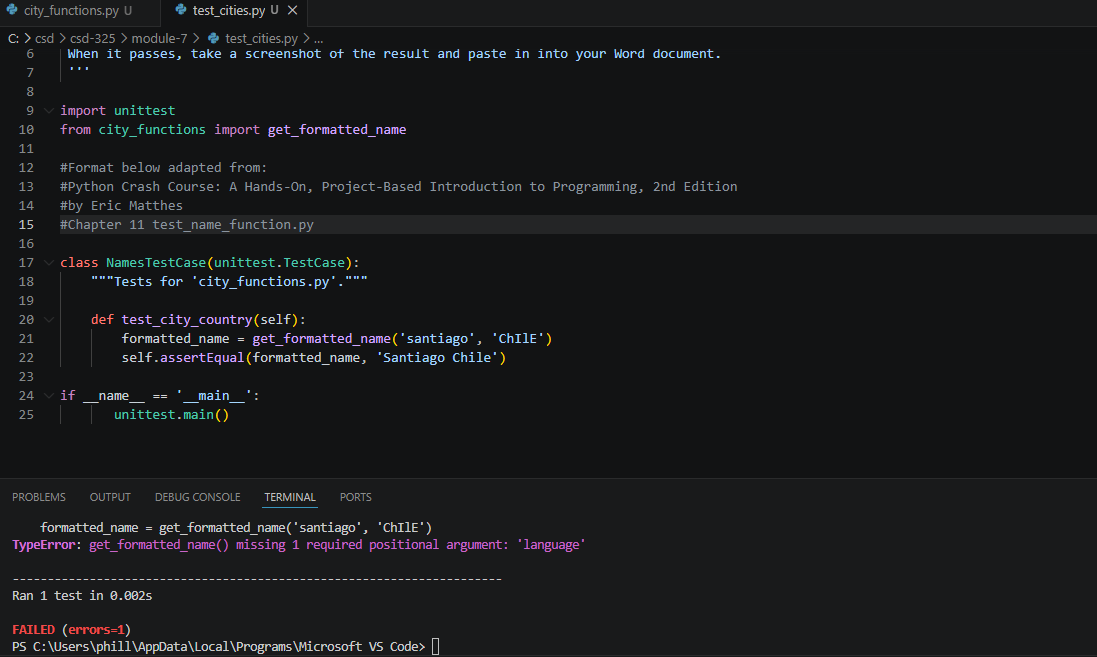 city_functions.py U
test_cities.py U
C: > csd > csd-325 > module-7 > test_cities.py > ...
6 When it passes, take a screenshot of the result and paste in into your Word document.
7 '''
8
9 import unittest
10 from city_functions import get_formatted_name
11
12 #Format below adapted from:
13 #Python Crash Course: A Hands-On, Project-Based Introduction to Programming, 2nd Edition
14 #by Eric Matthes
15 #Chapter 11 test_name_function.py
16
17 class NamesTestCase(unittest.TestCase):
18 """Tests for 'city_functions.py'."""
19
20 def test_city_country(self):
21 formatted_name = get_formatted_name('santiago', 'ChIlE')
22 self.assertEqual(formatted_name, 'Santiago Chile')
23
24 if __name__ == '__main__':
25 unittest.main()
PROBLEMS OUTPUT DEBUG CONSOLE TERMINAL PORTS
formatted_name = get_formatted_name('santiago', 'ChIlE')
TypeError: get_formatted_name() missing 1 required positional argument: 'language'
----------------------------------------------------------------------
Ran 1 test in 0.002s
FAILED (errors=1)
PS C:\Users\phill\AppData\Local\Programs\Microsoft VS Code>